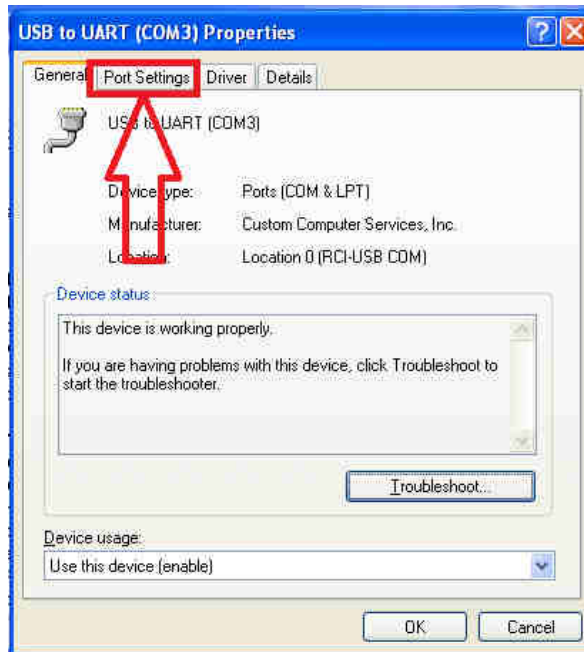 USB to UART (COM3) Properties
General Port Settings Driver Details
USB to UART (COM3)
Device type: Ports (COM & LPT)
Manufacturer: Custom Computer Services, Inc.
Location: Location 0 (RCI-USB COM)
Device status
This device is working properly.
If you are having problems with this device, click Troubleshoot to
start the troubleshooter.
Troubleshoot...
Device usage:
Use this device (enable)
OK Cancel